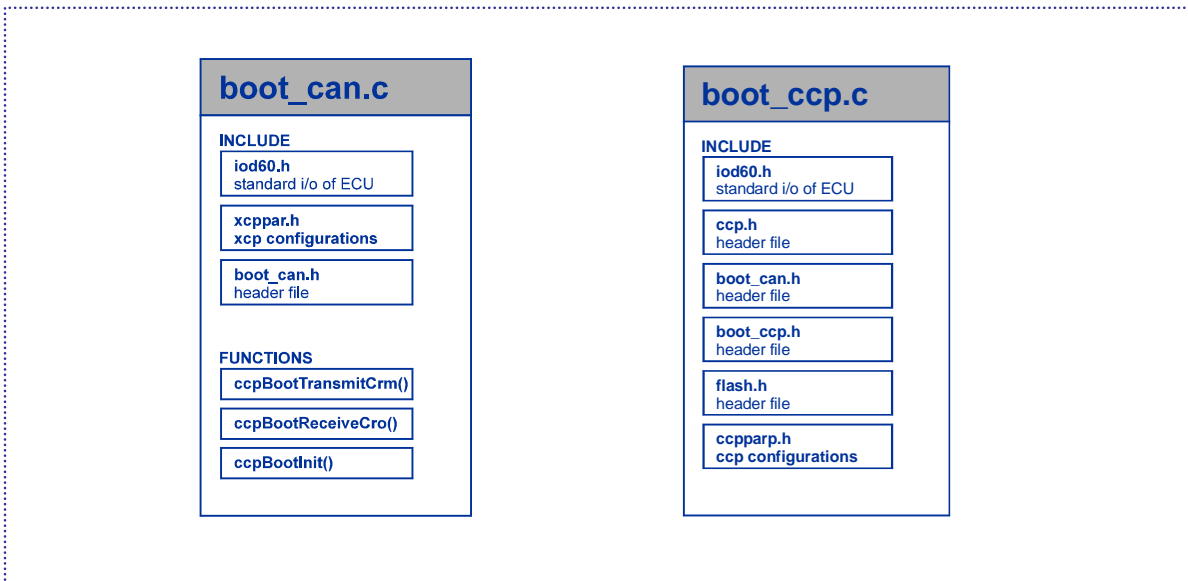 boot_can.c
INCLUDE
iod60.h
standard i/o of ECU
xcppar.h
xcp configurations
boot_can.h
header file
FUNCTIONS
ccpBootTransmitCrm()
ccpBootReceiveCro()
ccpBootInit()
boot_ccp.c
INCLUDE
iod60.h
standard i/o of ECU
ccp.h
header file
boot_can.h
header file
boot_ccp.h
header file
flash.h
header file
ccpparp.h
ccp configurations